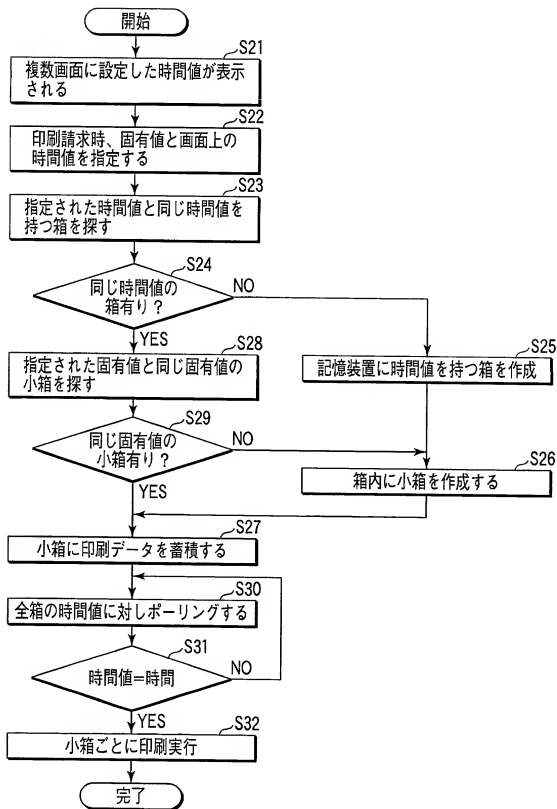 開始
S21
複数画面に設定した時間値が表示
される
S22
印刷請求時、固有値と画面上の
時間値を指定する
S23
指定された時間値と同じ時間値を
持つ箱を探す
S24
同じ時間値の
箱有り？
NO
YES
S25
記憶装置に時間値を持つ箱を作成
S28
指定された固有値と同じ固有値の
小箱を探す
S29
同じ固有値の
小箱有り？
NO
YES
S26
箱内に小箱を作成する
S27
小箱に印刷データを蓄積する
S30
全箱の時間値に対しポーリングする
S31
時間値=時間
NO
YES
S32
小箱ごとに印刷実行
完了